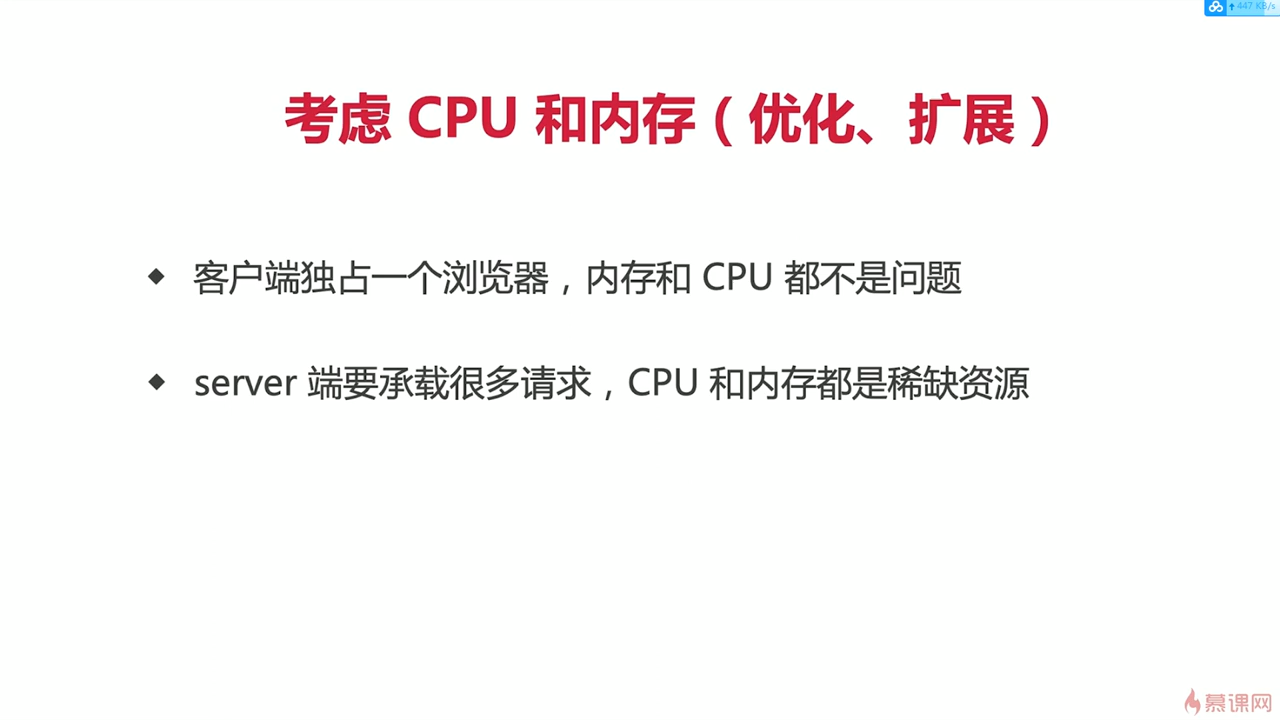 447 KB/s
考虑 CPU 和内存（优化、扩展）
客户端独占一个浏览器，内存和 CPU 都不是问题
server 端要承载很多请求，CPU 和内存都是稀缺资源
慕课网